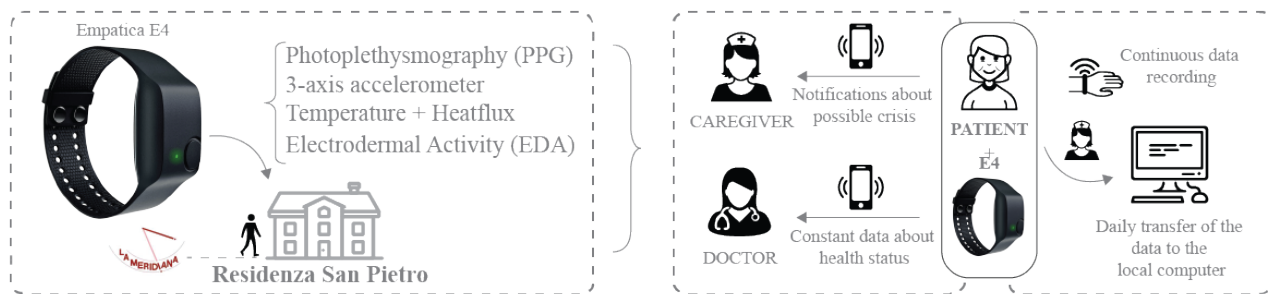 Empatica E4
Photoplethysmography (PPG)
3-axis accelerometer
Temperature + Heatflux
Electrodermal Activity (EDA)
LA MERIDIANA
Residenza San Pietro
CAREGIVER
Notifications about
possible crisis
DOCTOR
Constant data about
health status
PATIENT
+
E4
Continuous data
recording
Daily transfer of the
data to the
local computer